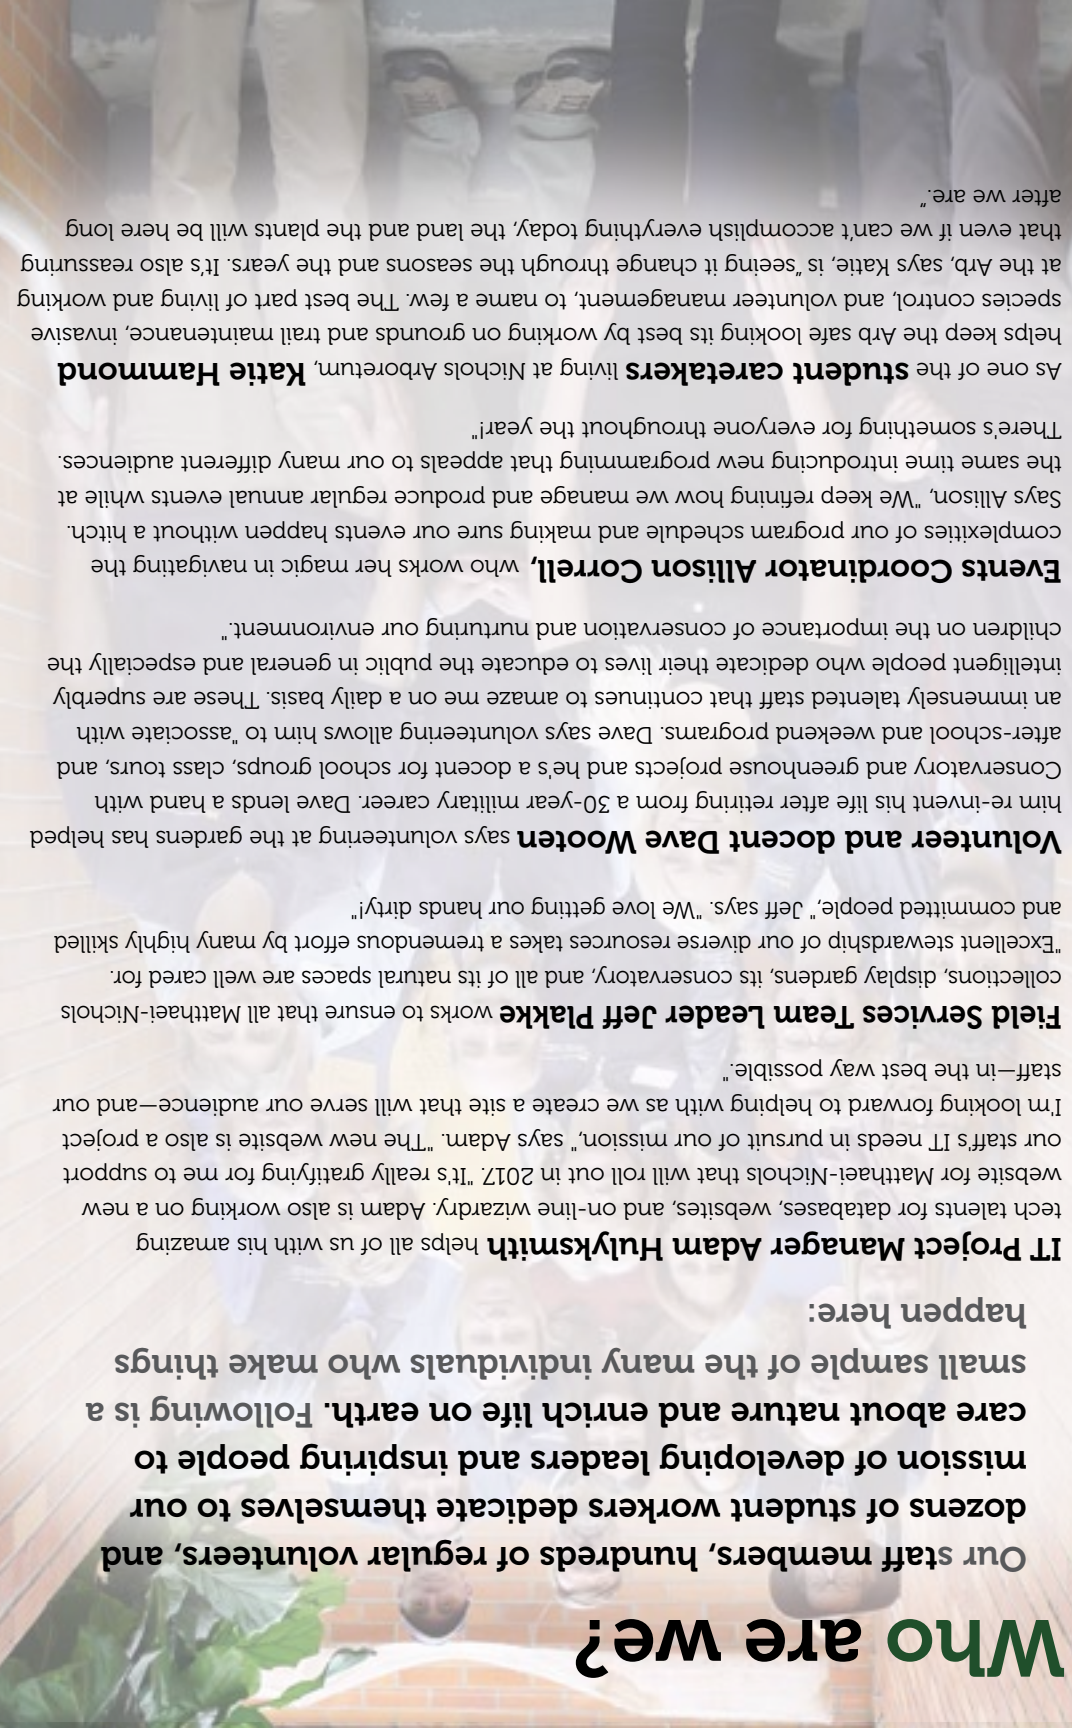 Who are we?
Our staff members, hundreds of regular volunteers, and
dozens of student workers dedicate themselves to our
mission of developing leaders and inspiring people to
care about nature and enrich life on earth. Following is a
small sample of the many individuals who make things
happen here:
IT Project Manager Adam Hulyksmith helps all of us with his amazing
tech talents for databases, websites, and on-line wizardry. Adam is also working on a new
website for Matthaei-Nichols that will roll out in 2017. "It's really gratifying for me to support
our staff's IT needs in pursuit of our mission," says Adam. "The new website is also a project
I'm looking forward to helping with as we create a site that will serve our audience—and our
staff—in the best way possible."
Field Services Team Leader Jeff Plakke works to ensure that all Matthaei-Nichols
collections, display gardens, its conservatory, and all of its natural spaces are well cared for.
"Excellent stewardship of our diverse resources takes a tremendous effort by many highly skilled
and committed people," Jeff says. "We love getting our hands dirty!"
Volunteer and docent Dave Wooten says volunteering at the gardens has helped
him re-invent his life after retiring from a 30-year military career. Dave lends a hand with
Conservatory and greenhouse projects and he's a docent for school groups, class tours, and
after-school and weekend programs. Dave says volunteering allows him to "associate with
an immensely talented staff that continues to amaze me on a daily basis. These are superbly
intelligent people who dedicate their lives to educate the public in general and especially the
children on the importance of conservation and nurturing our environment."
Events Coordinator Allison Correll, who works her magic in navigating the
complexities of our program schedule and making sure our events happen without a hitch.
Says Allison, "We keep refining how we manage and produce regular annual events while at
the same time introducing new programming that appeals to our many different audiences.
There's something for everyone throughout the year!"
As one of the student caretakers living at Nichols Arboretum, Katie Hammond
helps keep the Arb safe looking its best by working on grounds and trail maintenance, invasive
species control, and volunteer management, to name a few. The best part of living and working
at the Arb, says Katie, is "seeing it change through the seasons and the years. It's also reassuring
that even if we can't accomplish everything today, the land and the plants will be here long
after we are."